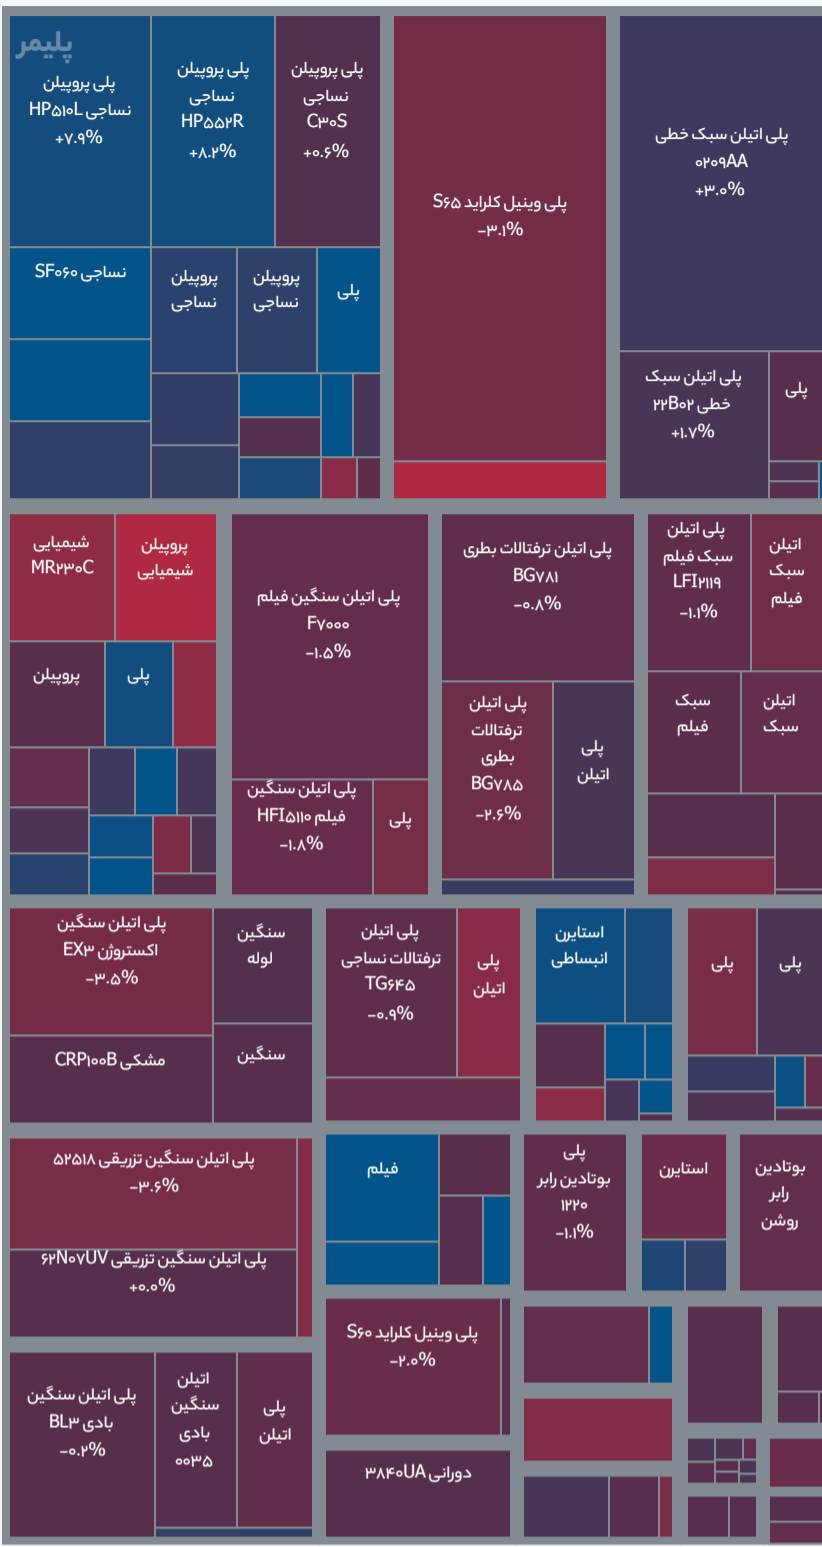 پلیمر
پلی پروپیلن
نساجی HP۵۱۰L
+۷.۹%
پلی پروپیلن
نساجی
HP۵۵۲R
+۸.۲%
پلی پروپیلن
نساجی
C۳۰S
+۰.۶%
نساجی SF۰۶۰
پروپیلن
نساجی
پروپیلن
نساجی
پلی
پلی وینیل کلراید S۶۵
-۳.۱%
پلی اتیلن سبک خطی
۰۲۰۹AA
+۳.۰%
پلی اتیلن سبک
خطی ۲۲B۰۲
+۱.۷%
پلی
شیمیایی
MR۲۳۰C
پروپیلن
شیمیایی
پروپیلن
پلی
پلی اتیلن سنگین فیلم
F۷۰۰۰
-۱.۵%
پلی اتیلن سنگین
فیلم HFI۵۱۱۰
-۱.۸%
پلی
پلی اتیلن ترفتالات بطری
BG۷۸۱
-۰.۸%
پلی اتیلن
ترفتالات
بطری
BG۷۸۵
-۲.۶%
پلی
اتیلن
پلی اتیلن
سبک فیلم
LFI۲۱۱۹
-۱.۱%
اتیلن
سبک
فیلم
سبک
فیلم
اتیلن
سبک
پلی اتیلن سنگین
اکستروژن EX۳
-۳.۵%
سنگین
لوله
مشکی CRP۱۰۰B
سنگین
پلی اتیلن
ترفتالات نساجی
TG۶۴۵
-۰.۹%
پلی
اتیلن
استایرن
انبساطی
پلی
پلی
پلی اتیلن سنگین تزریقی ۵۲۵۱۸
-۳.۶%
پلی اتیلن سنگین تزریقی ۶۲N۰۷UV
+۰.۰%
فیلم
پلی
بوتادین رابر
۱۲۲۰
-۱.۱%
استایرن
بوتادین
رابر
روشن
پلی وینیل کلراید S۶۰
-۲.۰%
پلی اتیلن سنگین
بادی BL۳
-۰.۲%
اتیلن
سنگین
بادی
۰۰۳۵
پلی
اتیلن
دورانی ۳۸۴۰UA